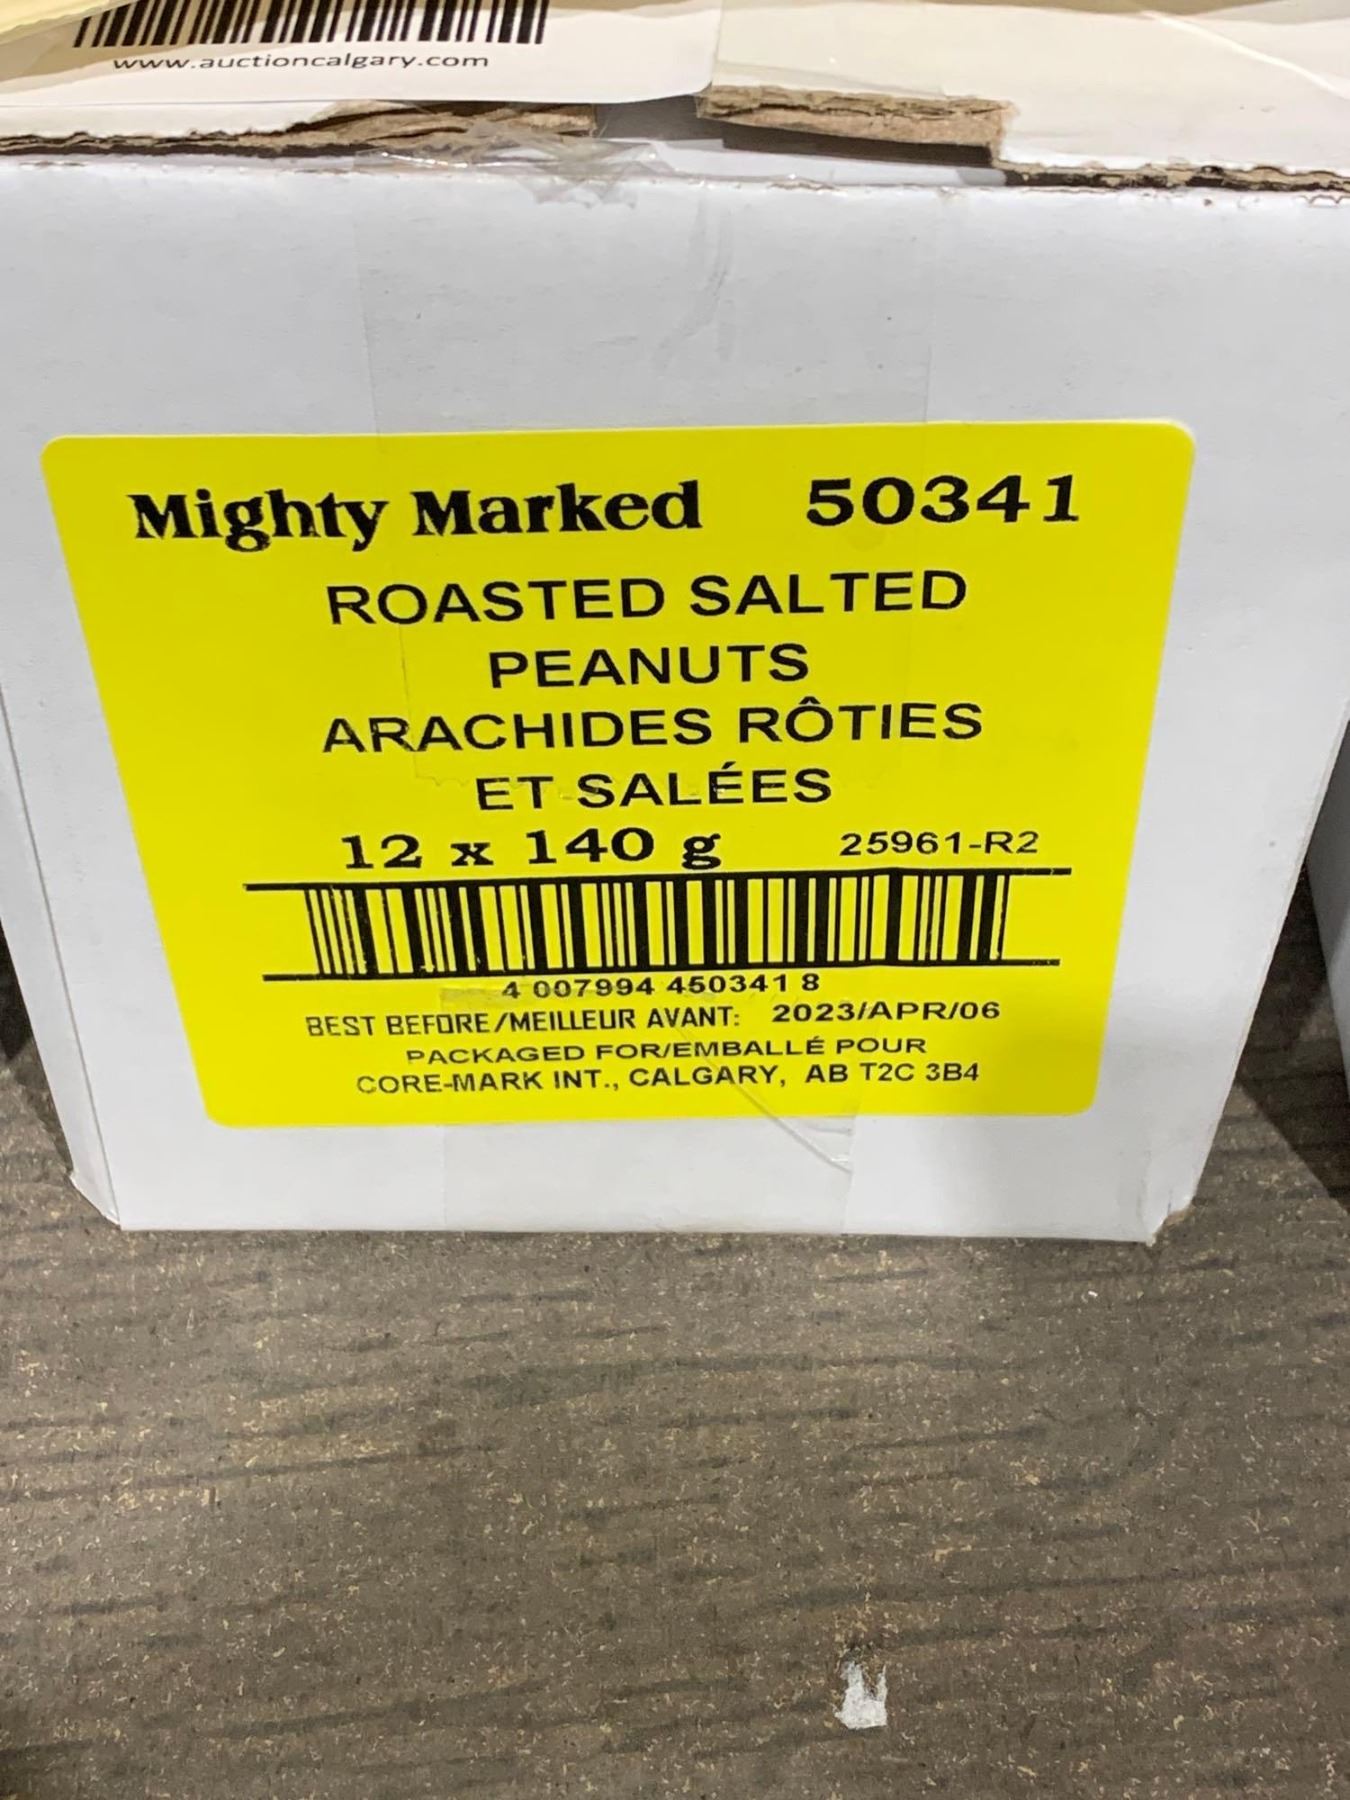 www.auctioncalgary.com
Mighty Marked 50341
ROASTED SALTED
PEANUTS
ARACHIDES RÔTIES
ET SALÉES
12 x 140 g 25961-R2
4 007994 450341 8
BEST BEFORE/MEILLEUR AVANT: 2023/APR/06
PACKAGED FOR/EMBALLÉ POUR
CORE-MARK INT., CALGARY, AB T2C 3B4